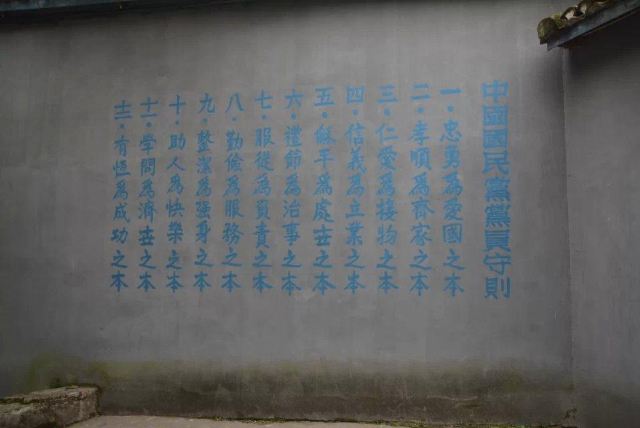 中國國民黨黨員守則
一·忠勇為愛國之本
二·孝順為齊家之本
三·仁愛為接物之本
四·信義為立業之本
五·龢平為處世之本
六·禮節為治事之本
七·服從為負責之本
八·勤儉為服務之本
九·整潔為强身之本
十·助人為快樂之本
十一·學問為濟世之本
十二·有恆為成功之本